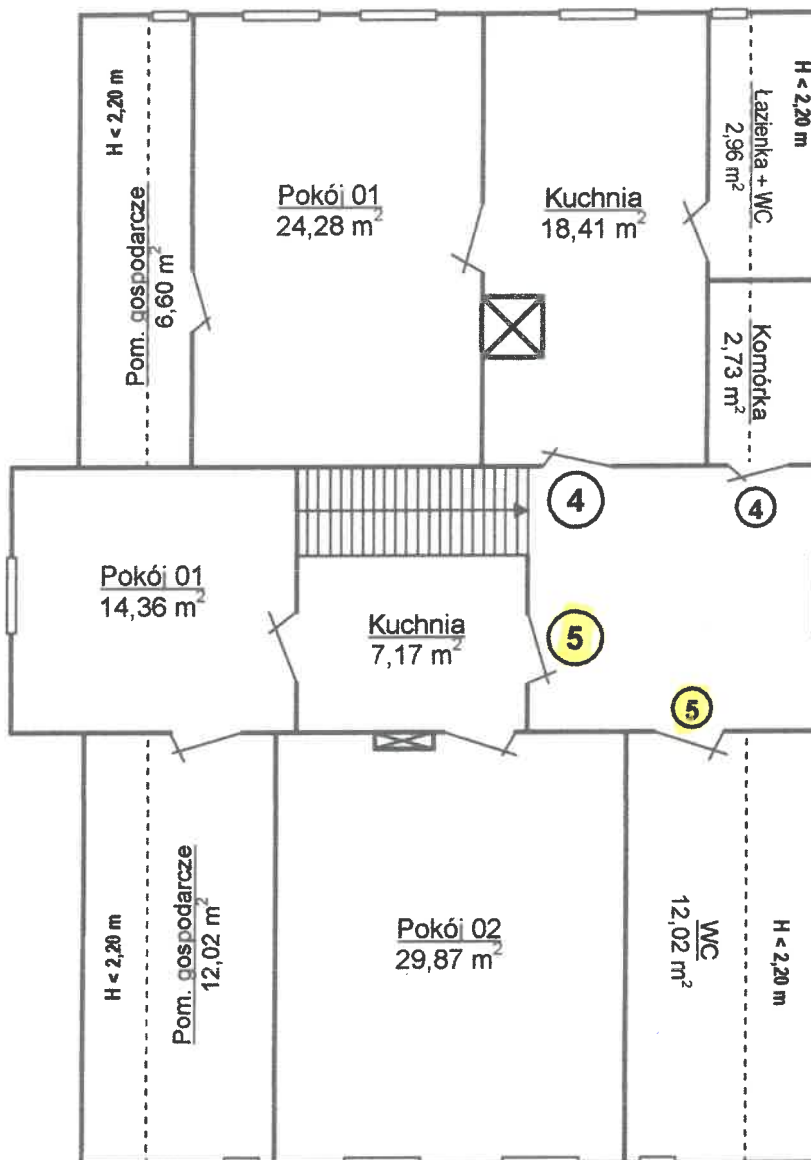 H < 2,20 m
Pom. gospodarcze
6,60 m²
Pokój 01
24,28 m²
Kuchnia
18,41 m²
Łazienka + WC
2,96 m²
H < 2,20 m
Komórka
2,73 m²
4
4
Pokój 01
14,36 m²
Kuchnia
7,17 m²
5
5
H < 2,20 m
Pom. gospodarcze
12,02 m²
Pokój 02
29,87 m²
WC
12,02 m²
H < 2,20 m